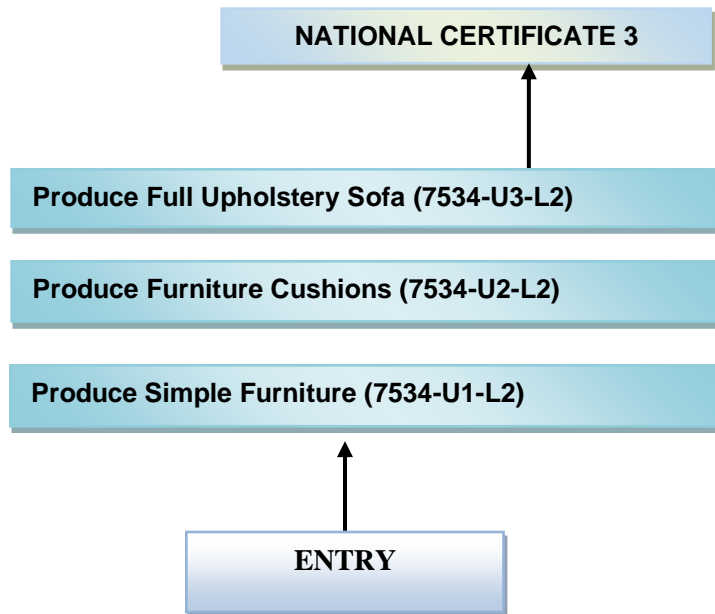 NATIONAL CERTIFICATE 3
Produce Full Upholstery Sofa (7534-U3-L2)
Produce Furniture Cushions (7534-U2-L2)
Produce Simple Furniture (7534-U1-L2)
ENTRY